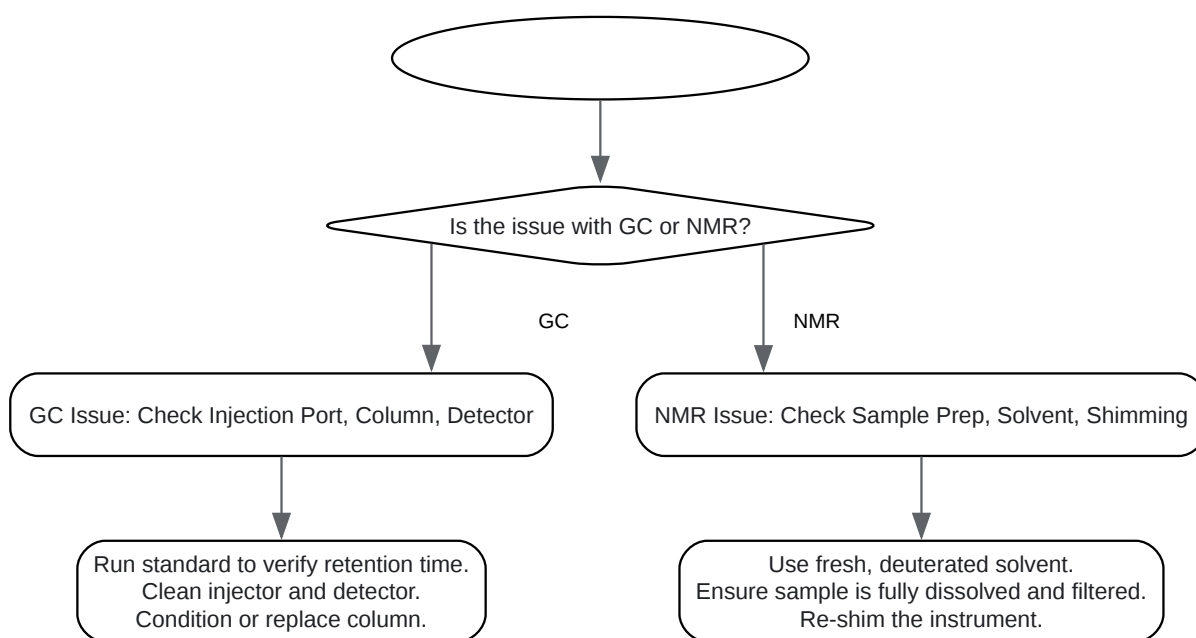 Is the issue with GC or NMR?
GC
NMR
GC Issue: Check Injection Port, Column, Detector
NMR Issue: Check Sample Prep, Solvent, Shimming
Run standard to verify retention time.
Clean injector and detector.
Condition or replace column.
Use fresh, deuterated solvent.
Ensure sample is fully dissolved and filtered.
Re-shim the instrument.